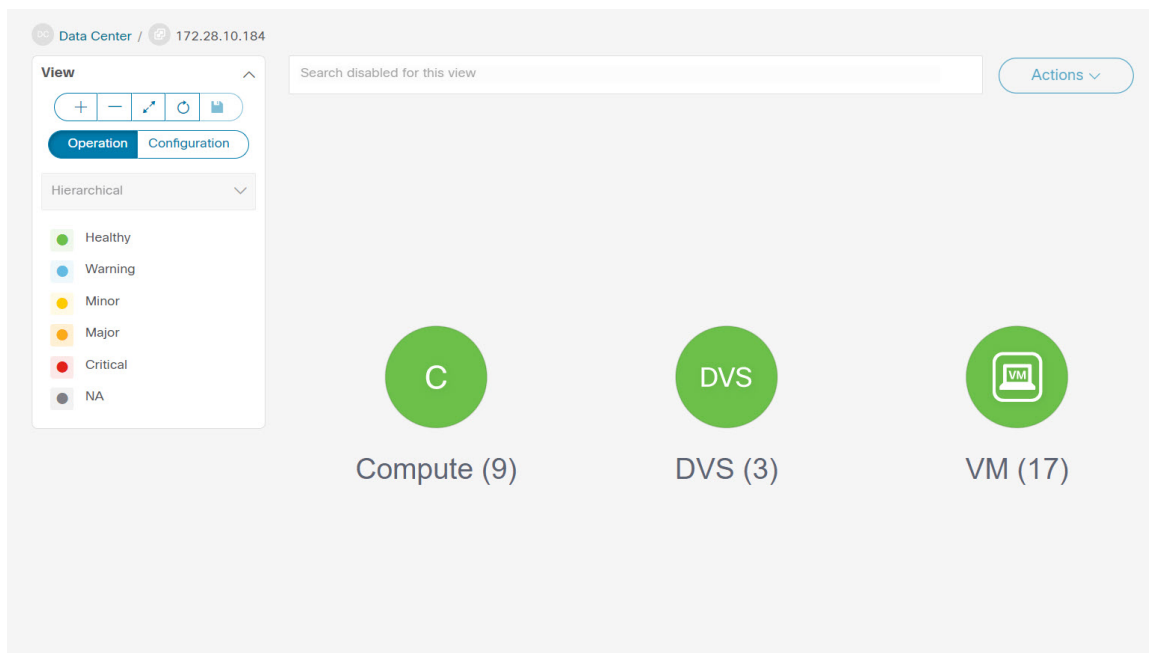 DC Data Center / 172.28.10.184
View
Search disabled for this view
Actions
Operation Configuration
Hierarchical
Healthy
Warning
Minor
Major
Critical
NA
C
DVS
VM
Compute (9)
DVS (3)
VM (17)